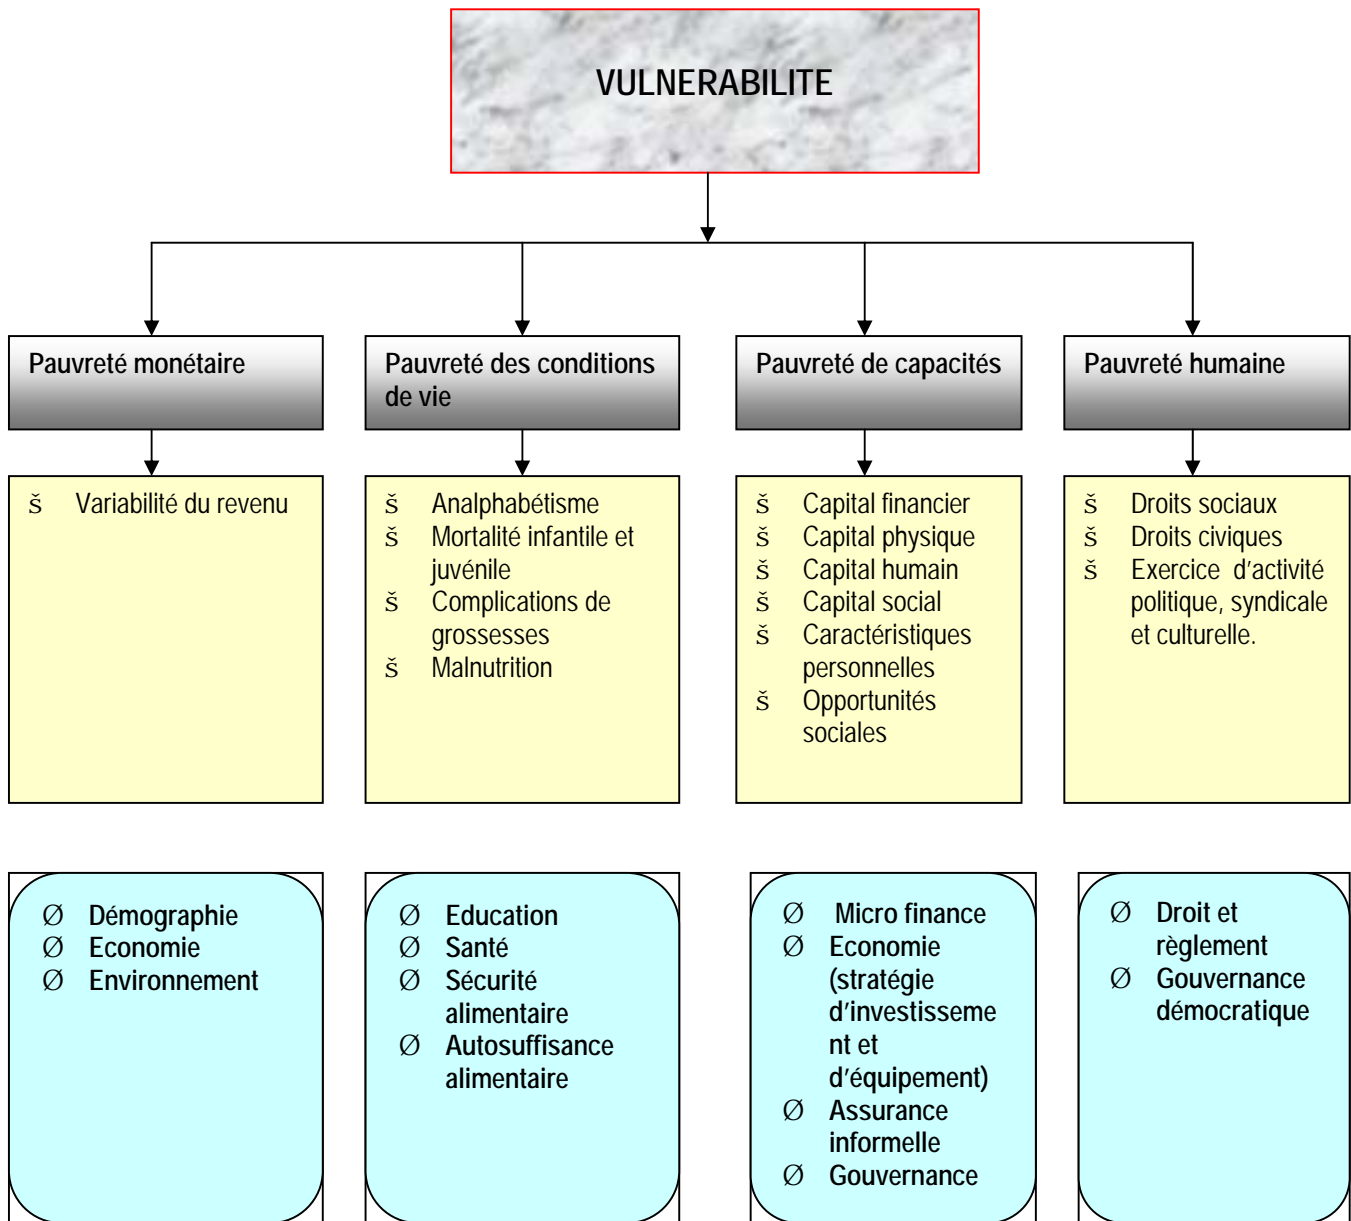 VULNERABILITE
Pauvreté monétaire
Pauvreté des conditions
de vie
Pauvreté de capacités
Pauvreté humaine
š Variabilité du revenu
š Analphabétisme
š Mortalité infantile et
juvénile
š Complications de
grossesses
š Malnutrition
š Capital financier
š Capital physique
š Capital humain
š Capital social
š Caractéristiques
personnelles
š Opportunités
sociales
š Droits sociaux
š Droits civiques
š Exercice d'activité
politique, syndicale
et culturelle.
Ø Démographie
Ø Economie
Ø Environnement
Ø Education
Ø Santé
Ø Sécurité
alimentaire
Ø Autosuffisance
alimentaire
Ø Micro finance
Ø Economie
(stratégie
d'investisseme
nt et
d'équipement)
Ø Assurance
informelle
Ø Gouvernance
Ø Droit et
règlement
Ø Gouvernance
démocratique